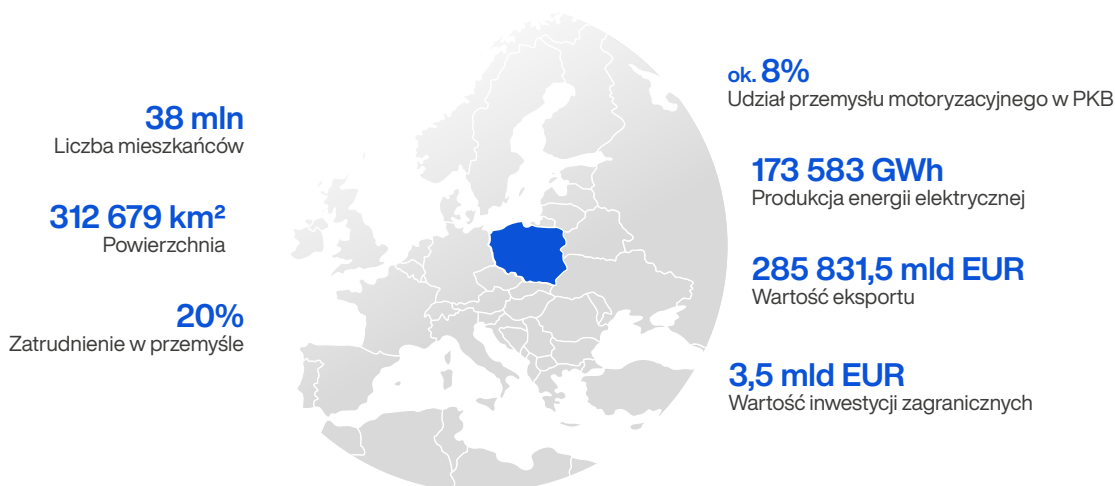 38 mln
Liczba mieszkańców
312 679 km²
Powierzchnia
20%
Zatrudnienie w przemyśle
ok. 8%
Udział przemysłu motoryzacyjnego w PKB
173 583 GWh
Produkcja energii elektrycznej
285 831,5 mld EUR
Wartość eksportu
3,5 mld EUR
Wartość inwestycji zagranicznych